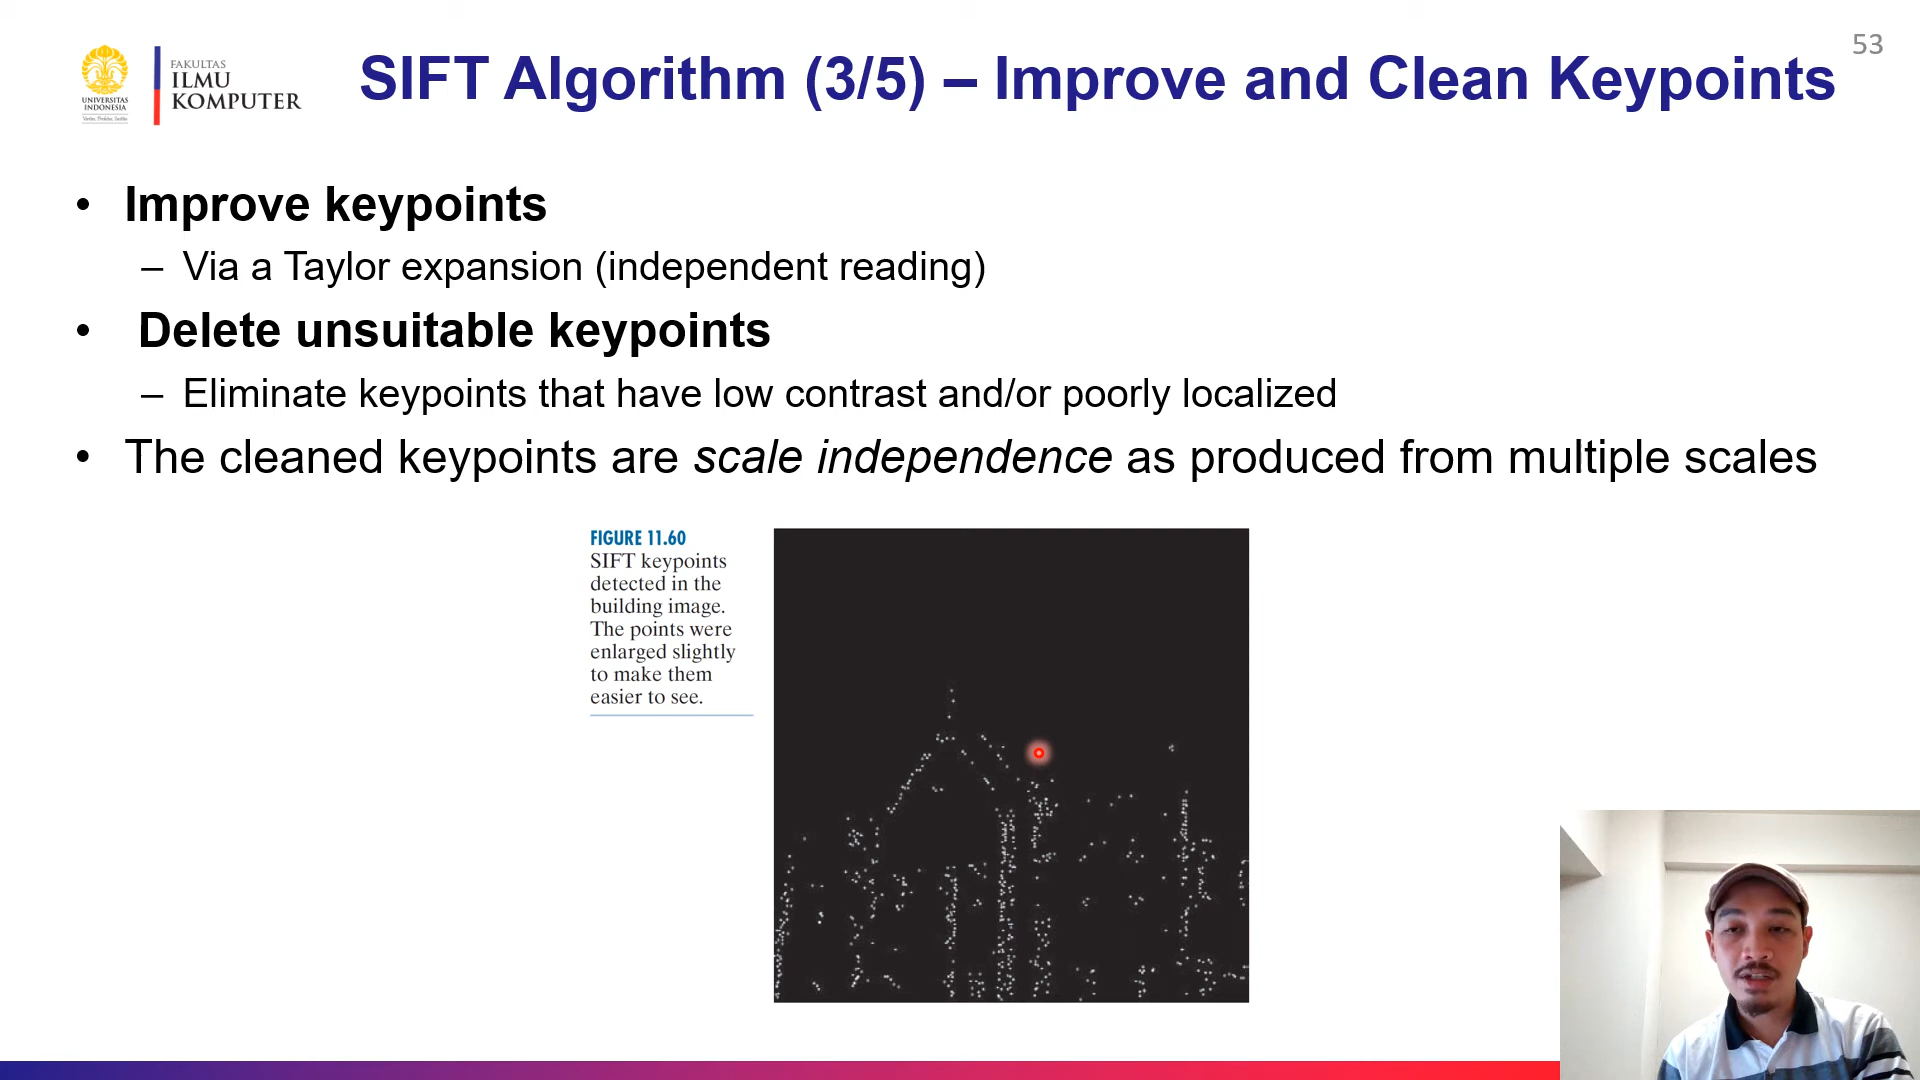 53
UNIVERSITAS
INDONESIA
Veritas, Probitas, Iustitia
FAKULTAS
ILMU
KOMPUTER
SIFT Algorithm (3/5) – Improve and Clean Keypoints
• Improve keypoints
– Via a Taylor expansion (independent reading)
• Delete unsuitable keypoints
– Eliminate keypoints that have low contrast and/or poorly localized
• The cleaned keypoints are scale independence as produced from multiple scales
FIGURE 11.60
SIFT keypoints
detected in the
building image.
The points were
enlarged slightly
to make them
easier to see.